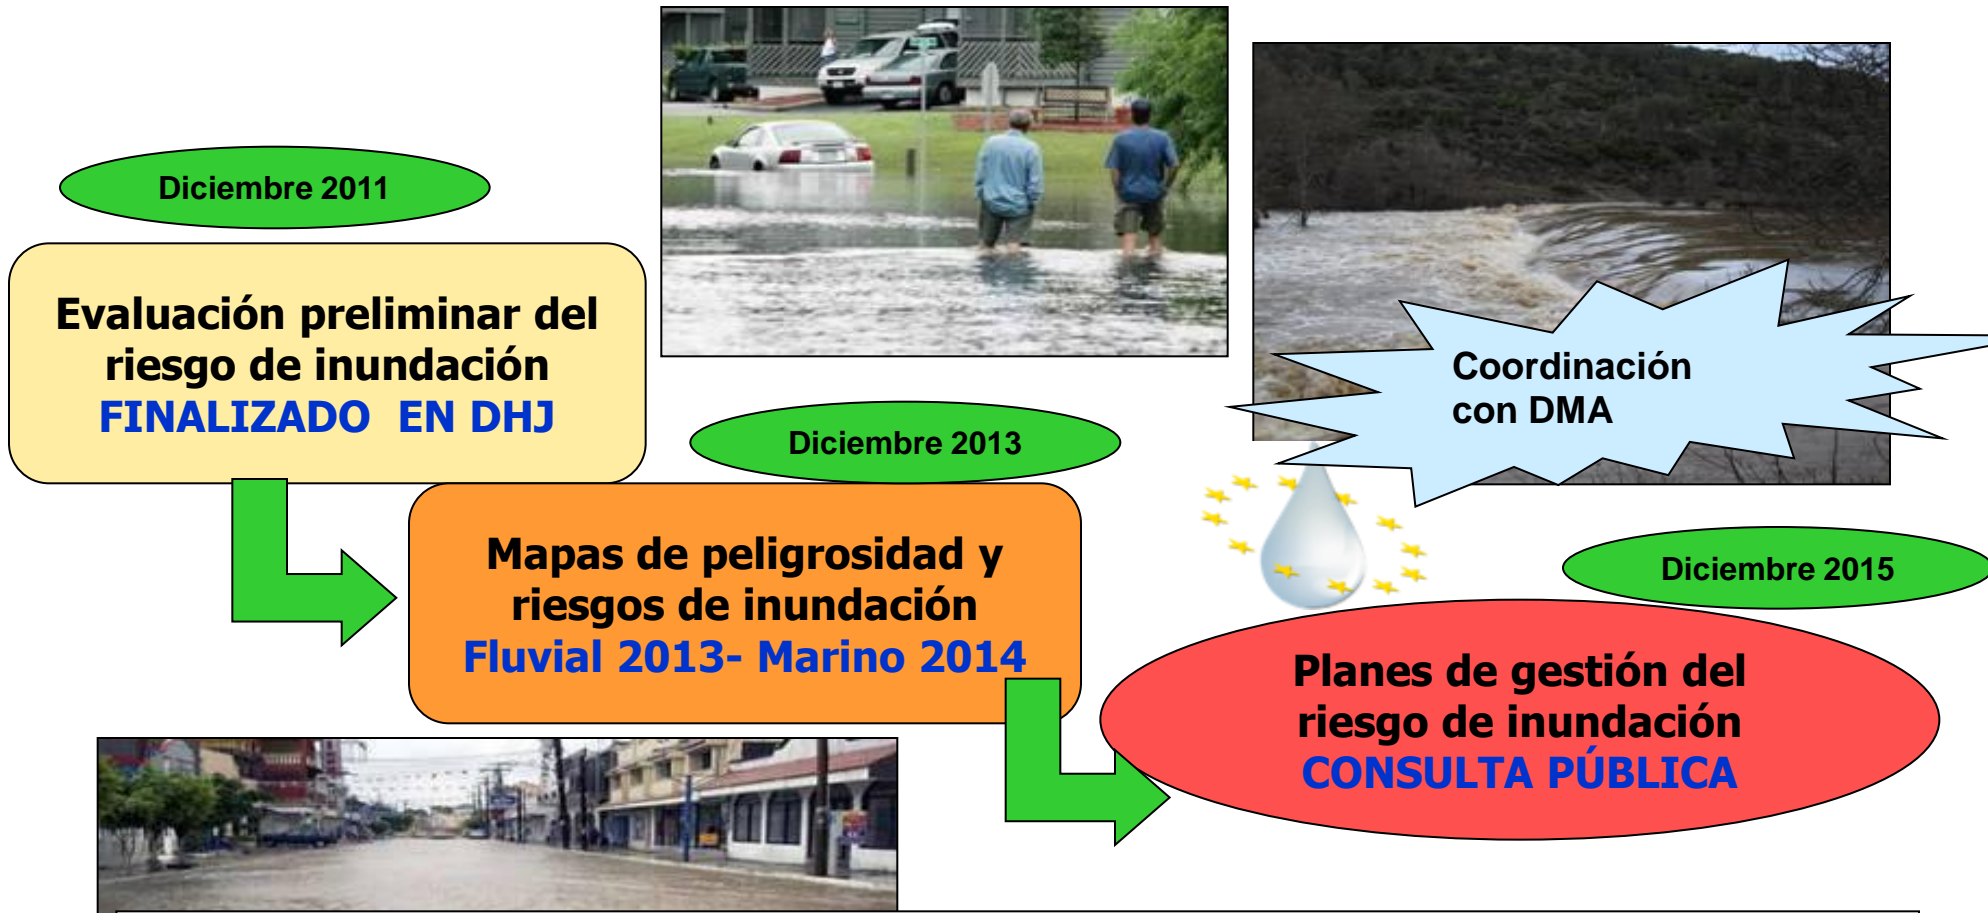 Diciembre 2011
Evaluación preliminar del
riesgo de inundación
FINALIZADO EN DHJ
Diciembre 2013
Mapas de peligrosidad y
riesgos de inundación
Fluvial 2013- Marino 2014
Coordinación
con DMA
Diciembre 2015
Planes de gestión del
riesgo de inundación
CONSULTA PÚBLICA